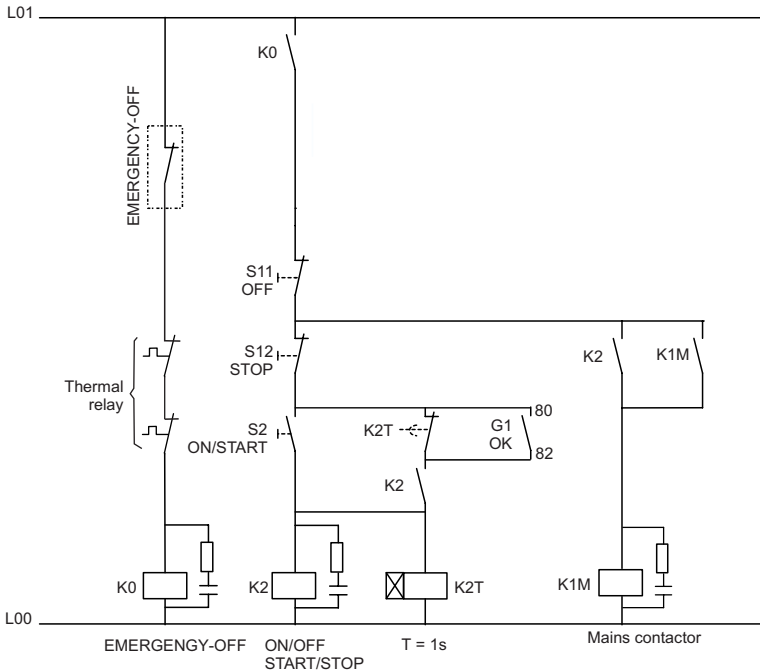 L01
K0
EMERGENCY-OFF
S11
OFF
S12
STOP
K2
K1M
Thermal
relay
80
S2
ON/START
K2T
G1
OK
82
K2
K0
K2
K2T
K1M
L00
EMERGENGY-OFF
ON/OFF
START/STOP
T = 1s
Mains contactor